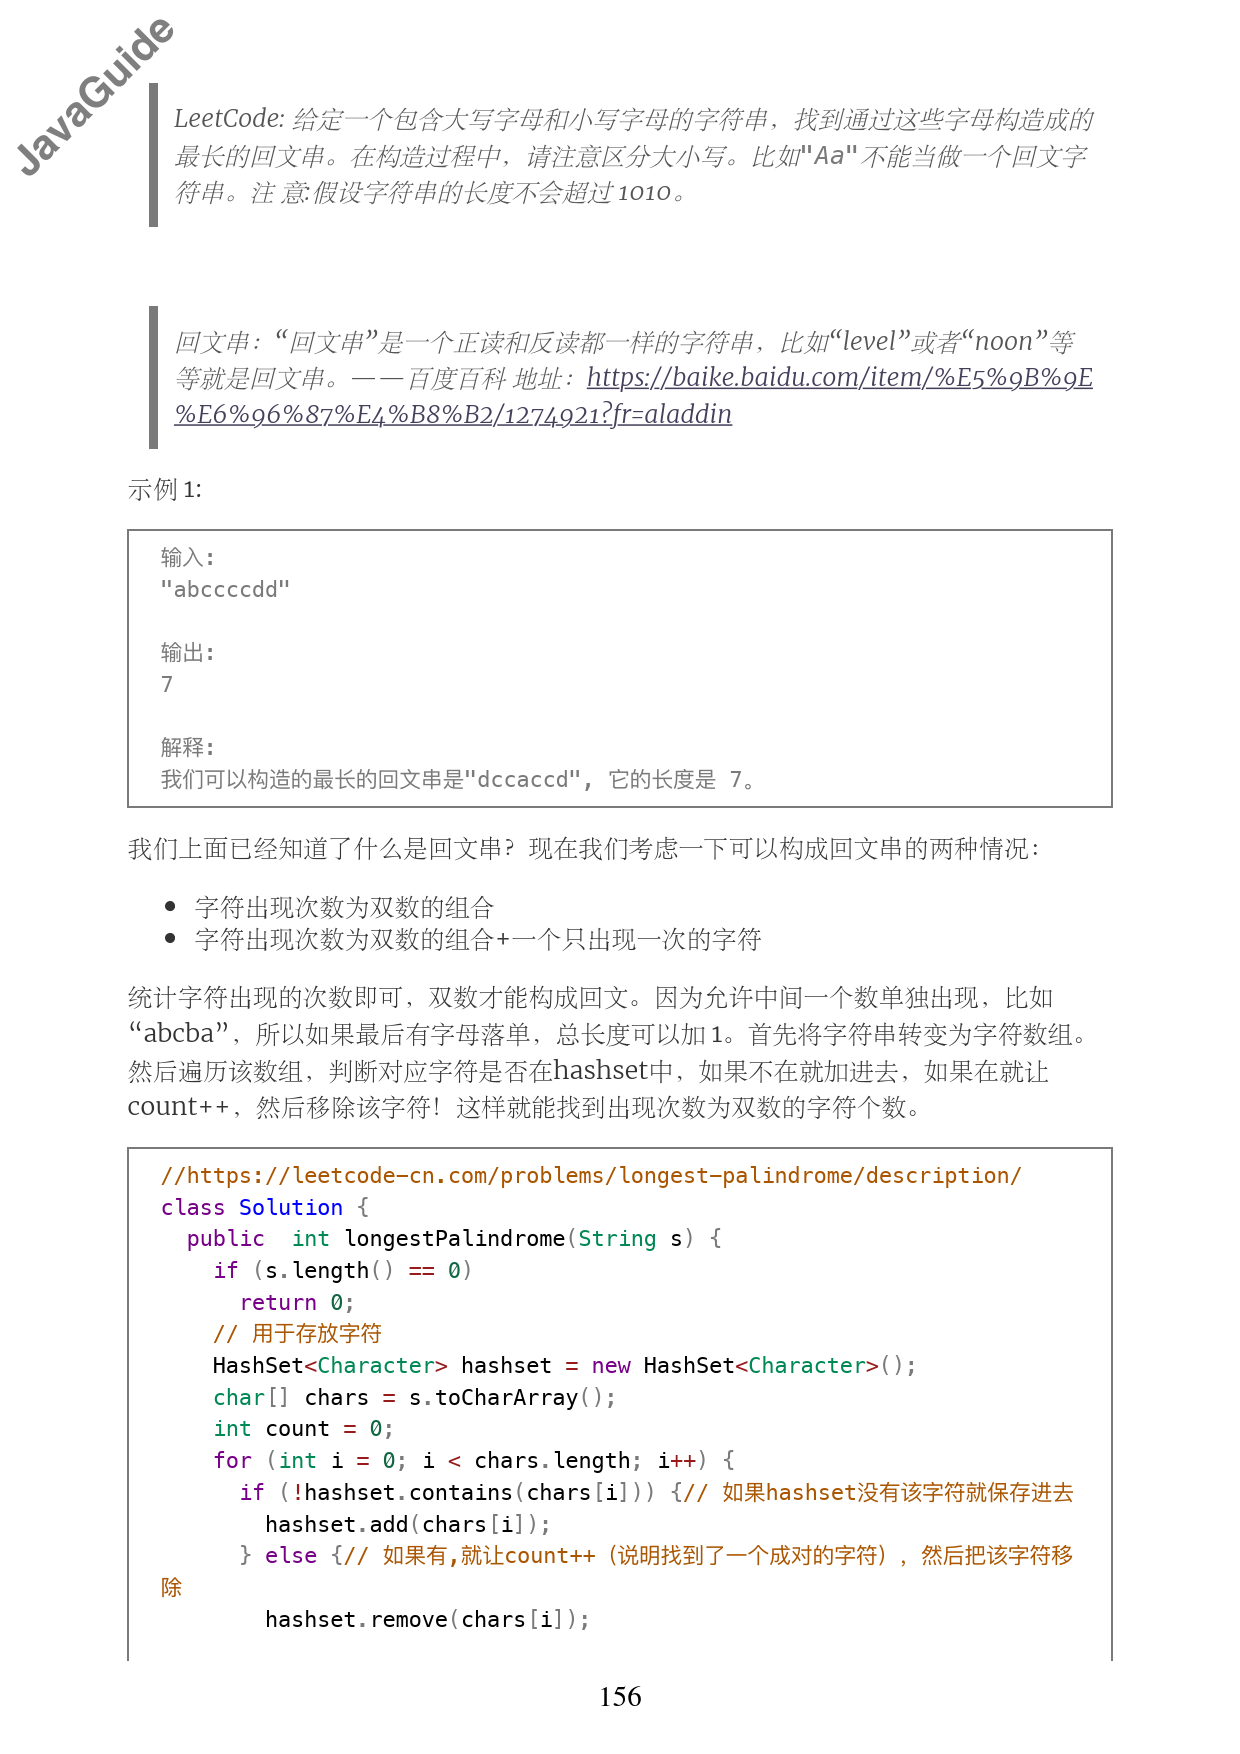 JavaGuide
LeetCode: 给定一个包含大写字母和小写字母的字符串，找到通过这些字母构造成的
最长的回文串。在构造过程中，请注意区分大小写。比如"Aa"不能当做一个回文字
符串。注 意:假设字符串的长度不会超过 1010。
回文串：“回文串”是一个正读和反读都一样的字符串，比如“level”或者“noon”等
等就是回文串。——百度百科 地址：https://baike.baidu.com/item/%E5%9B%9E
%E6%96%87%E4%B8%B2/1274921?fr=aladdin
示例 1:
输入:
"abccccdd"
输出:
7
解释:
我们可以构造的最长的回文串是"dccaccd", 它的长度是 7。
我们上面已经知道了什么是回文串？现在我们考虑一下可以构成回文串的两种情况：
• 字符出现次数为双数的组合
• 字符出现次数为双数的组合+一个只出现一次的字符
统计字符出现的次数即可，双数才能构成回文。因为允许中间一个数单独出现，比如
“abcba”，所以如果最后有字母落单，总长度可以加 1。首先将字符串转变为字符数组。
然后遍历该数组，判断对应字符是否在hashset中，如果不在就加进去，如果在就让
count++，然后移除该字符！这样就能找到出现次数为双数的字符个数。
//https://leetcode-cn.com/problems/longest-palindrome/description/
class Solution {
  public  int longestPalindrome(String s) {
    if (s.length() == 0)
      return 0;
    // 用于存放字符
    HashSet<Character> hashset = new HashSet<Character>();
    char[] chars = s.toCharArray();
    int count = 0;
    for (int i = 0; i < chars.length; i++) {
      if (!hashset.contains(chars[i])) {// 如果hashset没有该字符就保存进去
        hashset.add(chars[i]);
      } else {// 如果有,就让count++（说明找到了一个成对的字符），然后把该字符移
除
        hashset.remove(chars[i]);
156